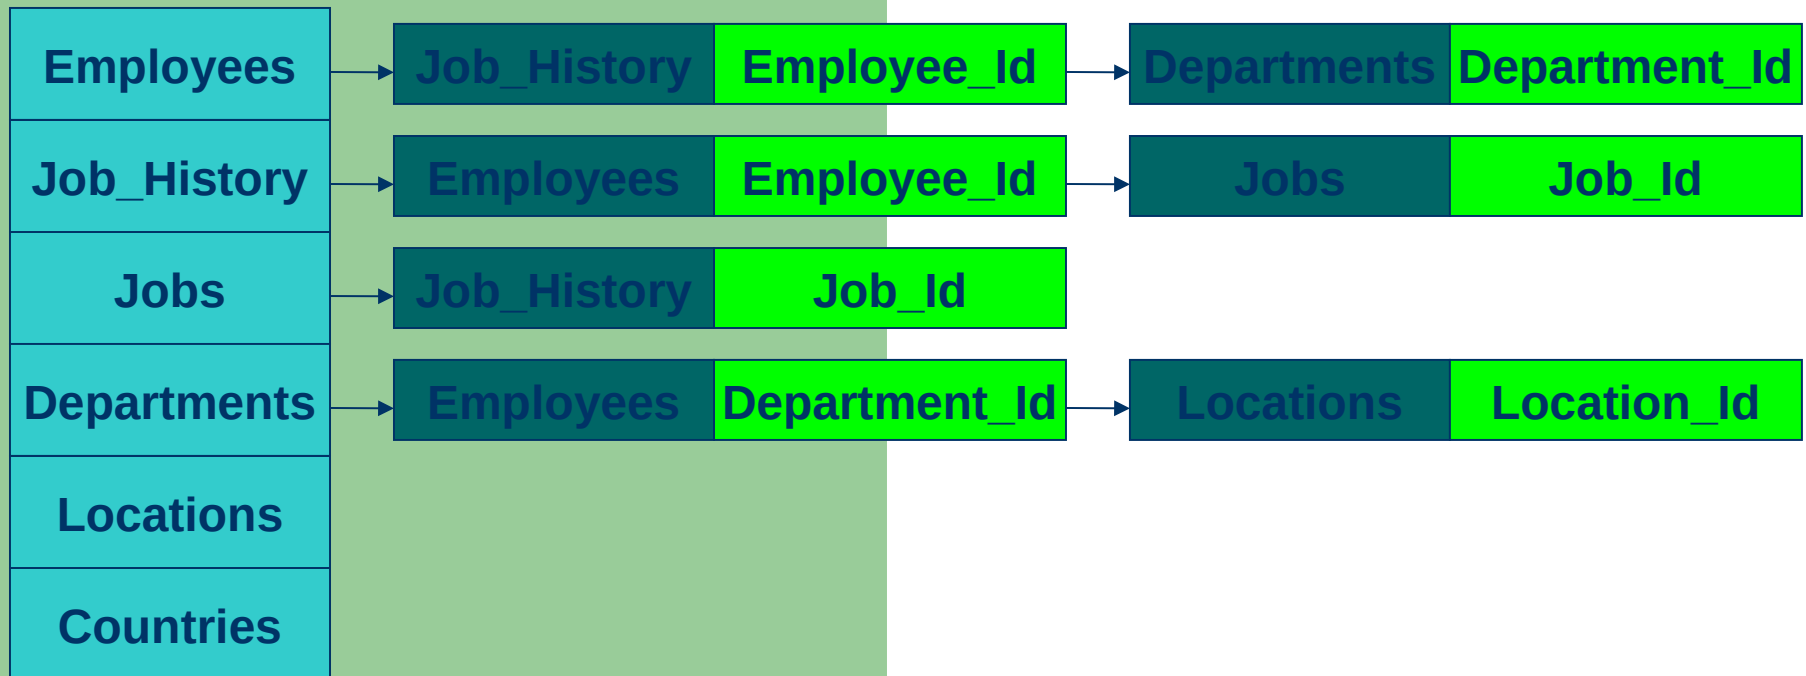 Employees Job_History Employee_Id Departments Department_Id
Job_History Employees Employee_Id Jobs Job_Id
Jobs Job_History Job_Id
Departments Employees Department_Id Locations Location_Id
Locations
Countries